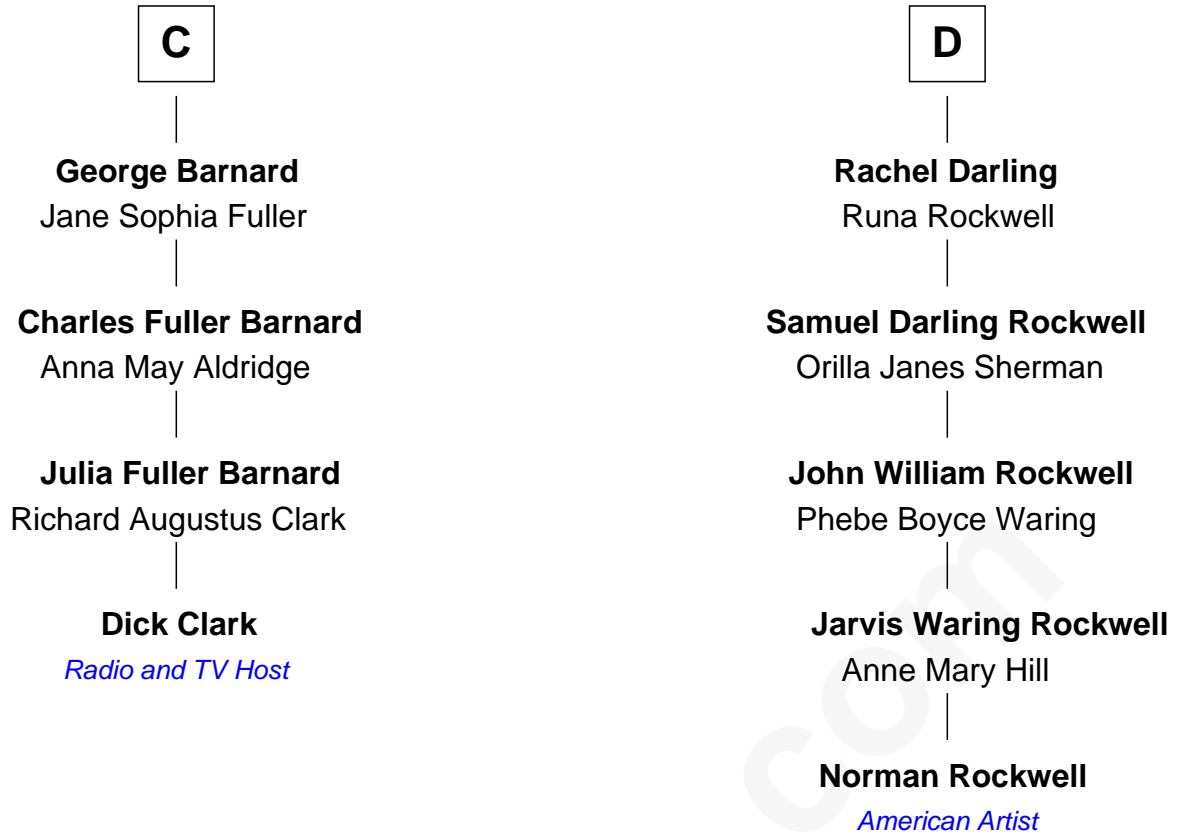 C
George Barnard
Jane Sophia Fuller
Charles Fuller Barnard
Anna May Aldridge
Julia Fuller Barnard
Richard Augustus Clark
Dick Clark
Radio and TV Host
D
Rachel Darling
Runa Rockwell
Samuel Darling Rockwell
Orilla Janes Sherman
John William Rockwell
Phebe Boyce Waring
Jarvis Waring Rockwell
Anne Mary Hill
Norman Rockwell
American Artist
com